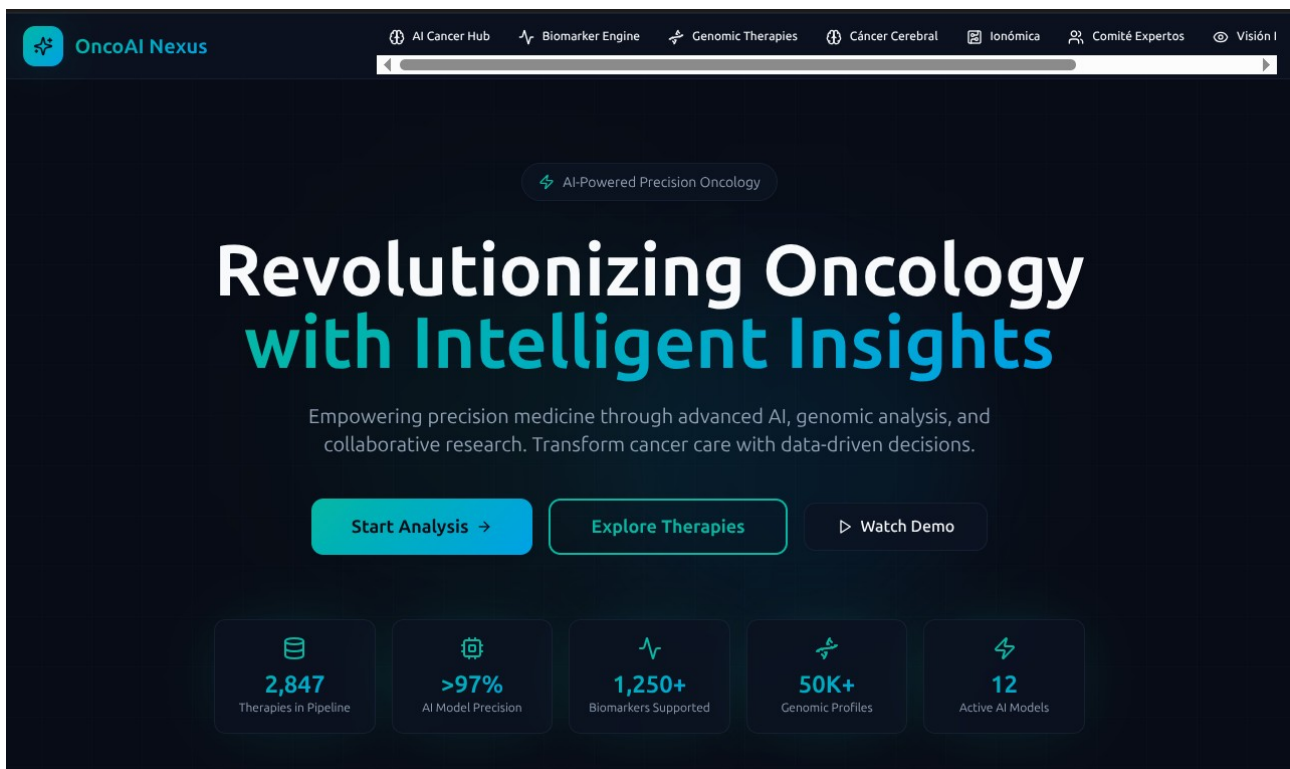 OncoAI Nexus
AI Cancer Hub
Biomarker Engine
Genomic Therapies
Cáncer Cerebral
Ionómica
Comité Expertos
Visión I
AI-Powered Precision Oncology
Revolutionizing Oncology
with Intelligent Insights
Empowering precision medicine through advanced AI, genomic analysis, and
collaborative research. Transform cancer care with data-driven decisions.
Start Analysis →
Explore Therapies
Watch Demo
2,847
Therapies in Pipeline
>97%
AI Model Precision
1,250+
Biomarkers Supported
50K+
Genomic Profiles
12
Active AI Models